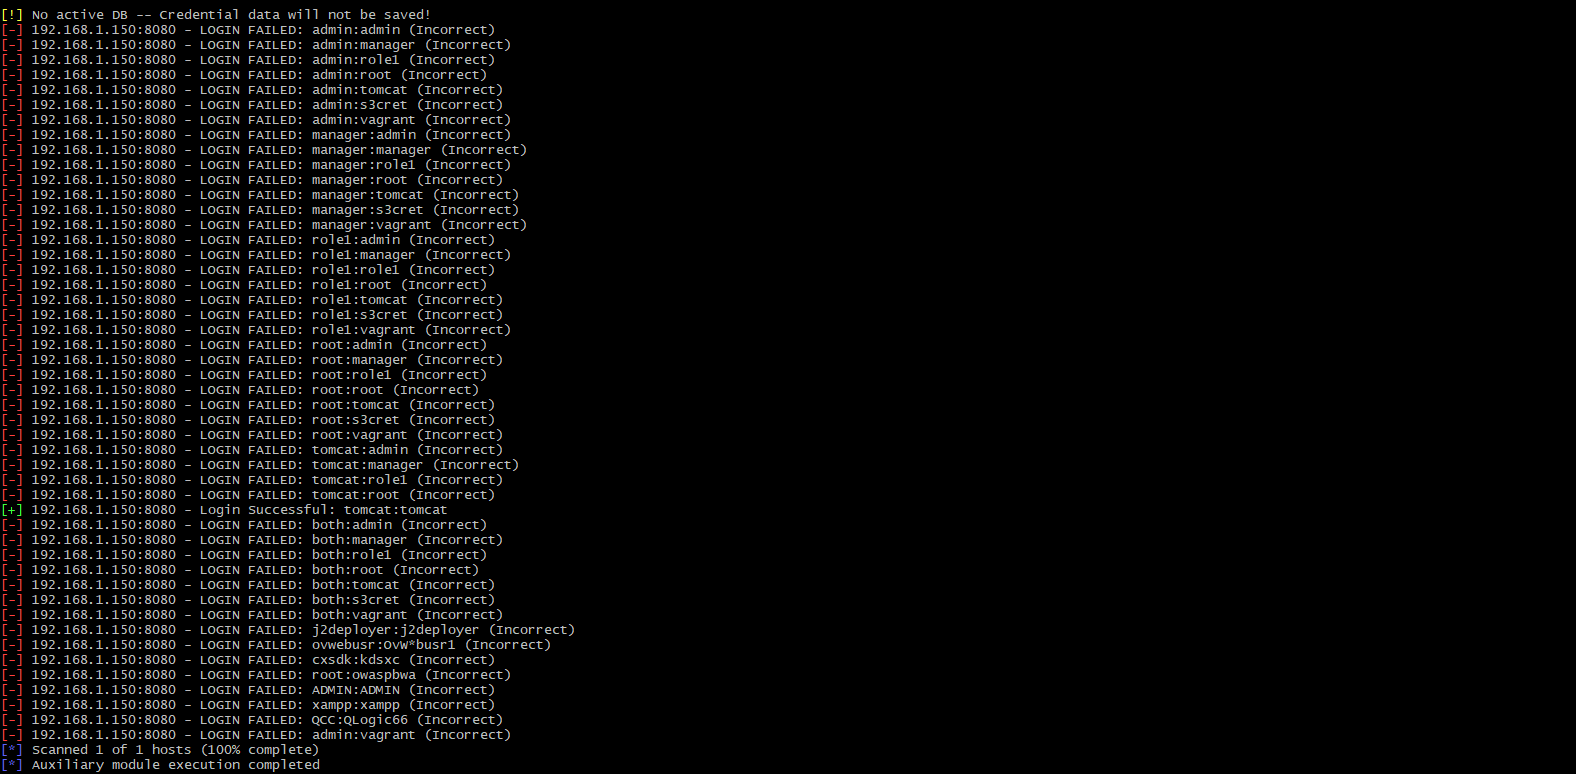 [!] No active DB -- Credential data will not be saved!
[-] 192.168.1.150:8080 - LOGIN FAILED: admin:admin (Incorrect)
[-] 192.168.1.150:8080 - LOGIN FAILED: admin:manager (Incorrect)
[-] 192.168.1.150:8080 - LOGIN FAILED: admin:role1 (Incorrect)
[-] 192.168.1.150:8080 - LOGIN FAILED: admin:root (Incorrect)
[-] 192.168.1.150:8080 - LOGIN FAILED: admin:tomcat (Incorrect)
[-] 192.168.1.150:8080 - LOGIN FAILED: admin:s3cret (Incorrect)
[-] 192.168.1.150:8080 - LOGIN FAILED: admin:vagrant (Incorrect)
[-] 192.168.1.150:8080 - LOGIN FAILED: manager:admin (Incorrect)
[-] 192.168.1.150:8080 - LOGIN FAILED: manager:manager (Incorrect)
[-] 192.168.1.150:8080 - LOGIN FAILED: manager:role1 (Incorrect)
[-] 192.168.1.150:8080 - LOGIN FAILED: manager:root (Incorrect)
[-] 192.168.1.150:8080 - LOGIN FAILED: manager:tomcat (Incorrect)
[-] 192.168.1.150:8080 - LOGIN FAILED: manager:s3cret (Incorrect)
[-] 192.168.1.150:8080 - LOGIN FAILED: manager:vagrant (Incorrect)
[-] 192.168.1.150:8080 - LOGIN FAILED: role1:admin (Incorrect)
[-] 192.168.1.150:8080 - LOGIN FAILED: role1:manager (Incorrect)
[-] 192.168.1.150:8080 - LOGIN FAILED: role1:role1 (Incorrect)
[-] 192.168.1.150:8080 - LOGIN FAILED: role1:root (Incorrect)
[-] 192.168.1.150:8080 - LOGIN FAILED: role1:tomcat (Incorrect)
[-] 192.168.1.150:8080 - LOGIN FAILED: role1:s3cret (Incorrect)
[-] 192.168.1.150:8080 - LOGIN FAILED: role1:vagrant (Incorrect)
[-] 192.168.1.150:8080 - LOGIN FAILED: root:admin (Incorrect)
[-] 192.168.1.150:8080 - LOGIN FAILED: root:manager (Incorrect)
[-] 192.168.1.150:8080 - LOGIN FAILED: root:role1 (Incorrect)
[-] 192.168.1.150:8080 - LOGIN FAILED: root:root (Incorrect)
[-] 192.168.1.150:8080 - LOGIN FAILED: root:tomcat (Incorrect)
[-] 192.168.1.150:8080 - LOGIN FAILED: root:s3cret (Incorrect)
[-] 192.168.1.150:8080 - LOGIN FAILED: root:vagrant (Incorrect)
[-] 192.168.1.150:8080 - LOGIN FAILED: tomcat:admin (Incorrect)
[-] 192.168.1.150:8080 - LOGIN FAILED: tomcat:manager (Incorrect)
[-] 192.168.1.150:8080 - LOGIN FAILED: tomcat:role1 (Incorrect)
[-] 192.168.1.150:8080 - LOGIN FAILED: tomcat:root (Incorrect)
[+] 192.168.1.150:8080 - Login Successful: tomcat:tomcat
[-] 192.168.1.150:8080 - LOGIN FAILED: both:admin (Incorrect)
[-] 192.168.1.150:8080 - LOGIN FAILED: both:manager (Incorrect)
[-] 192.168.1.150:8080 - LOGIN FAILED: both:role1 (Incorrect)
[-] 192.168.1.150:8080 - LOGIN FAILED: both:root (Incorrect)
[-] 192.168.1.150:8080 - LOGIN FAILED: both:tomcat (Incorrect)
[-] 192.168.1.150:8080 - LOGIN FAILED: both:s3cret (Incorrect)
[-] 192.168.1.150:8080 - LOGIN FAILED: both:vagrant (Incorrect)
[-] 192.168.1.150:8080 - LOGIN FAILED: j2deployer:j2deployer (Incorrect)
[-] 192.168.1.150:8080 - LOGIN FAILED: ovwebusr:OvW*busr1 (Incorrect)
[-] 192.168.1.150:8080 - LOGIN FAILED: cxsdk:kdsxc (Incorrect)
[-] 192.168.1.150:8080 - LOGIN FAILED: root:owaspbwa (Incorrect)
[-] 192.168.1.150:8080 - LOGIN FAILED: ADMIN:ADMIN (Incorrect)
[-] 192.168.1.150:8080 - LOGIN FAILED: xampp:xampp (Incorrect)
[-] 192.168.1.150:8080 - LOGIN FAILED: QCC:QLogic66 (Incorrect)
[-] 192.168.1.150:8080 - LOGIN FAILED: admin:vagrant (Incorrect)
[*] Scanned 1 of 1 hosts (100% complete)
[*] Auxiliary module execution completed